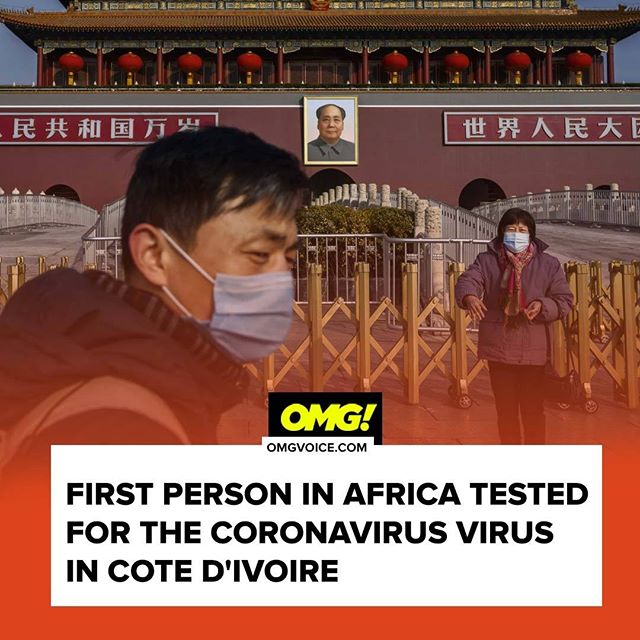 人民共和国万岁
世界人民大团
OMG!
OMGVOICE.COM
FIRST PERSON IN AFRICA TESTED
FOR THE CORONAVIRUS VIRUS
IN COTE D'IVOIRE